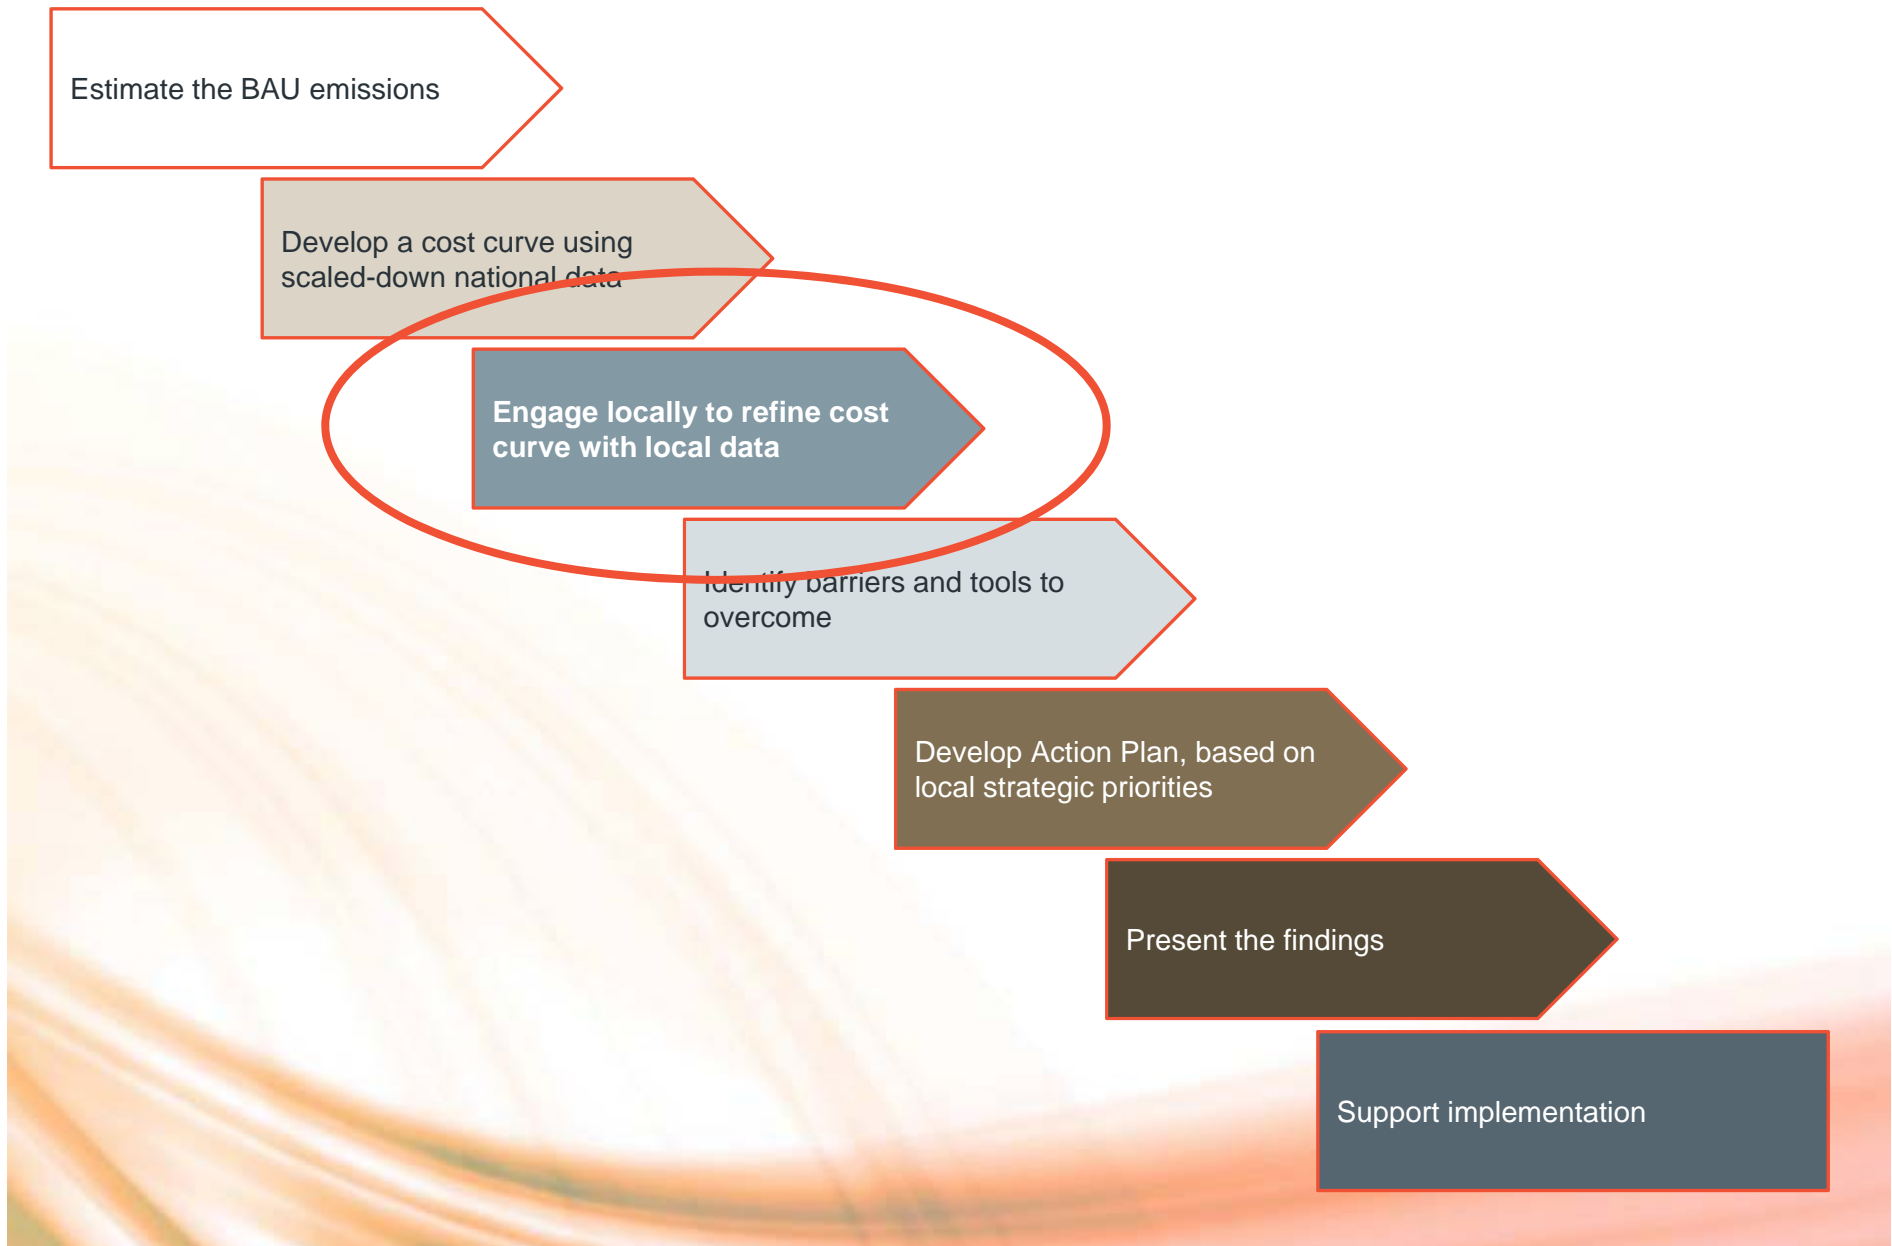 Estimate the BAU emissions
Develop a cost curve using
scaled-down national data
Engage locally to refine cost
curve with local data
Identify barriers and tools to
overcome
Develop Action Plan, based on
local strategic priorities
Present the findings
Support implementation